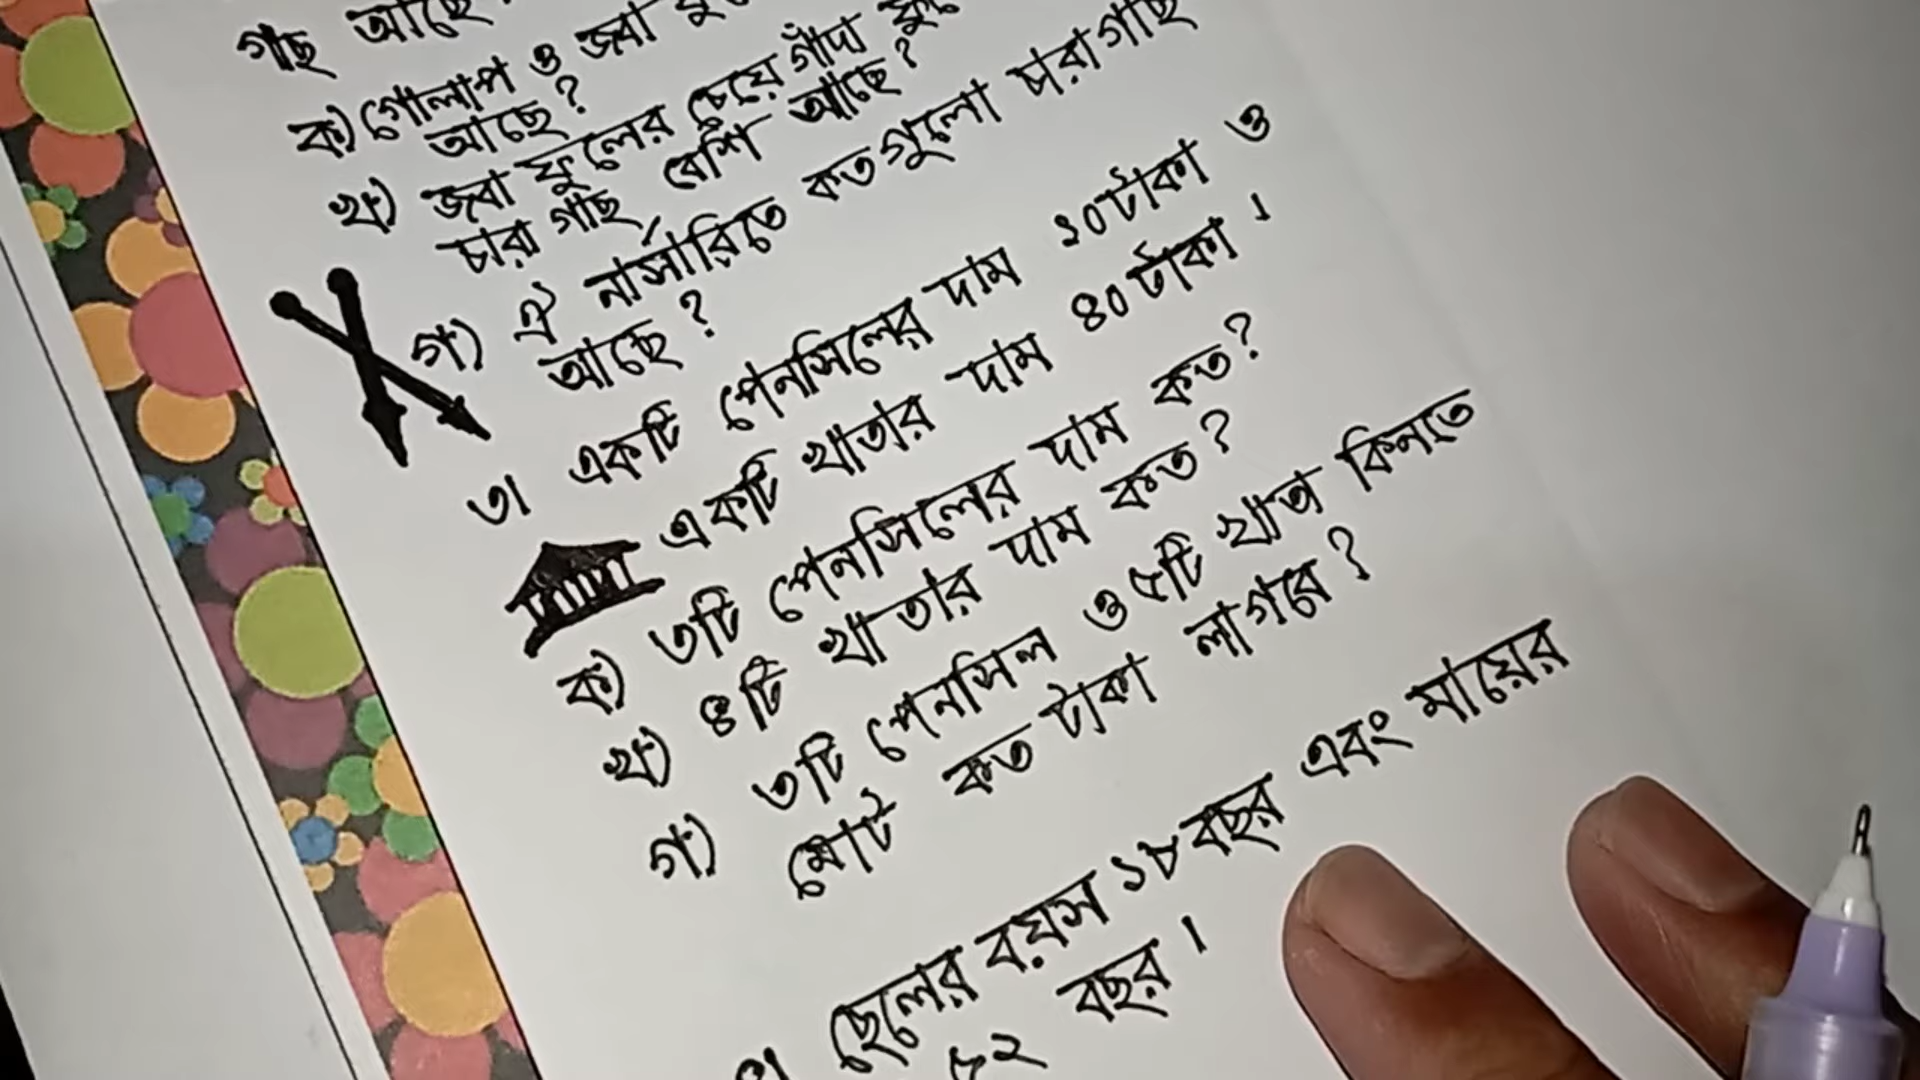 গাছ আছে
ক) গোলাপ ও জবা
আছে?
খ) জবা ফুলের চেয়ে গাঁদা
চারা গাছ বেশি আছে?
গ) ঐ নার্সারিতে কতগুলো চারাগাছ
আছে?
৩। একটি পেনসিলের দাম ১০টাকা ও
একটি খাতার দাম ৪০টাকা।
ক) ৩টি পেনসিলের দাম কত?
খ) ৪টি খাতার দাম কত?
গ) ৩টি পেনসিল ও ৫টি খাতা কিনতে
মোট কত টাকা লাগবে?
ছেলের বয়স ১৮বছর এবং মায়ের
৫২ বছর।